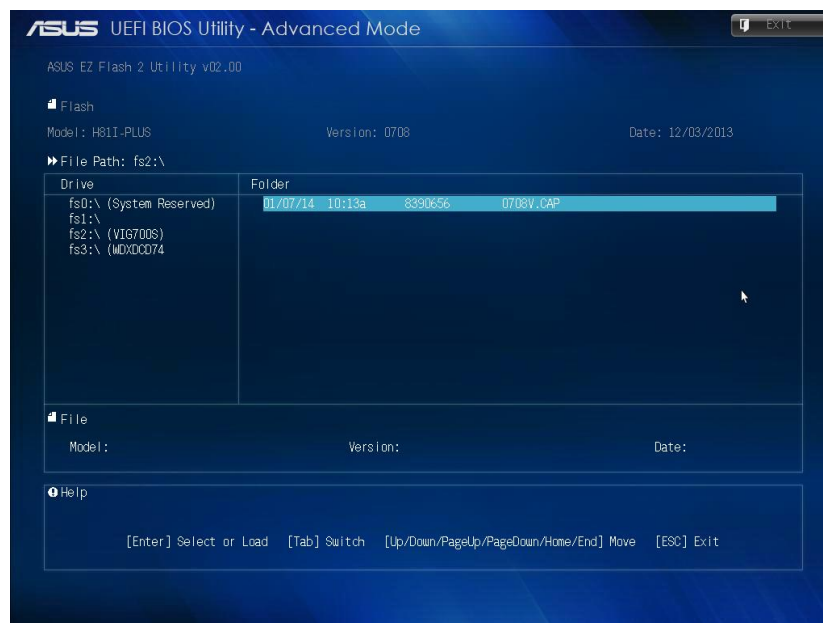 ASUS UEFI BIOS Utility - Advanced Mode
Exit
ASUS EZ Flash 2 Utility v02.00
Flash
Model: H81I-PLUS Version: 0708 Date: 12/03/2013
File Path: fs2:\
Drive Folder
fs0:\ (System Reserved) 01/07/14 10:13a 8390656 0708V.CAP
fs1:\
fs2:\ (VIG700S)
fs3:\ (WDXDCD74
File
Model: Version: Date:
Help
[Enter] Select or Load [Tab] Switch [Up/Down/PageUp/PageDown/Home/End] Move [ESC] Exit